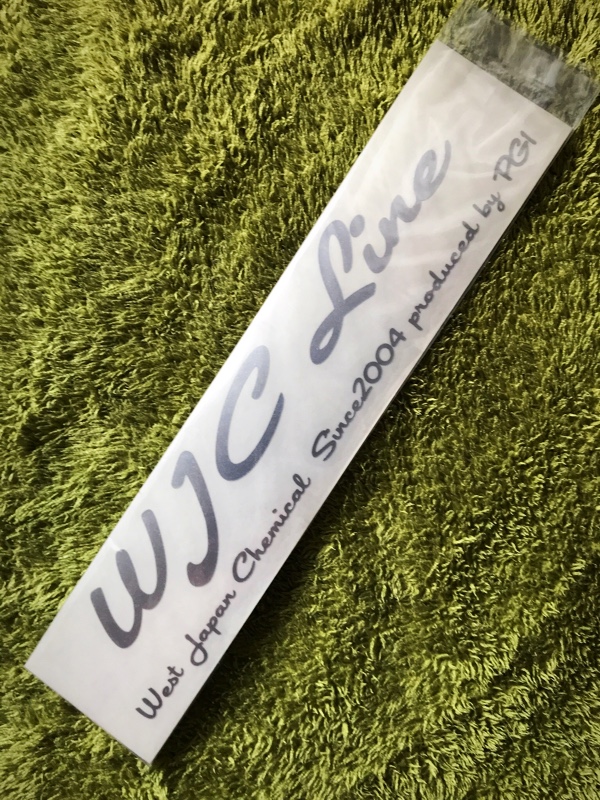 WJC Line
West Japan Chemical Since2004 produced by PGI